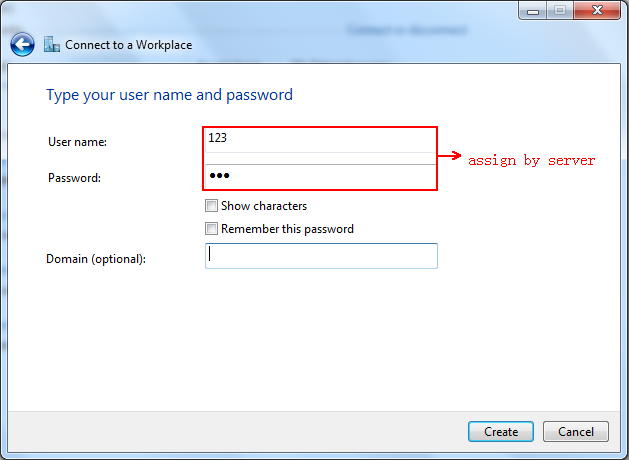 Connect to a Workplace
Type your user name and password
User name:
123
assign by server
Password:
●●●
Show characters
Remember this password
Domain (optional):
Create
Cancel